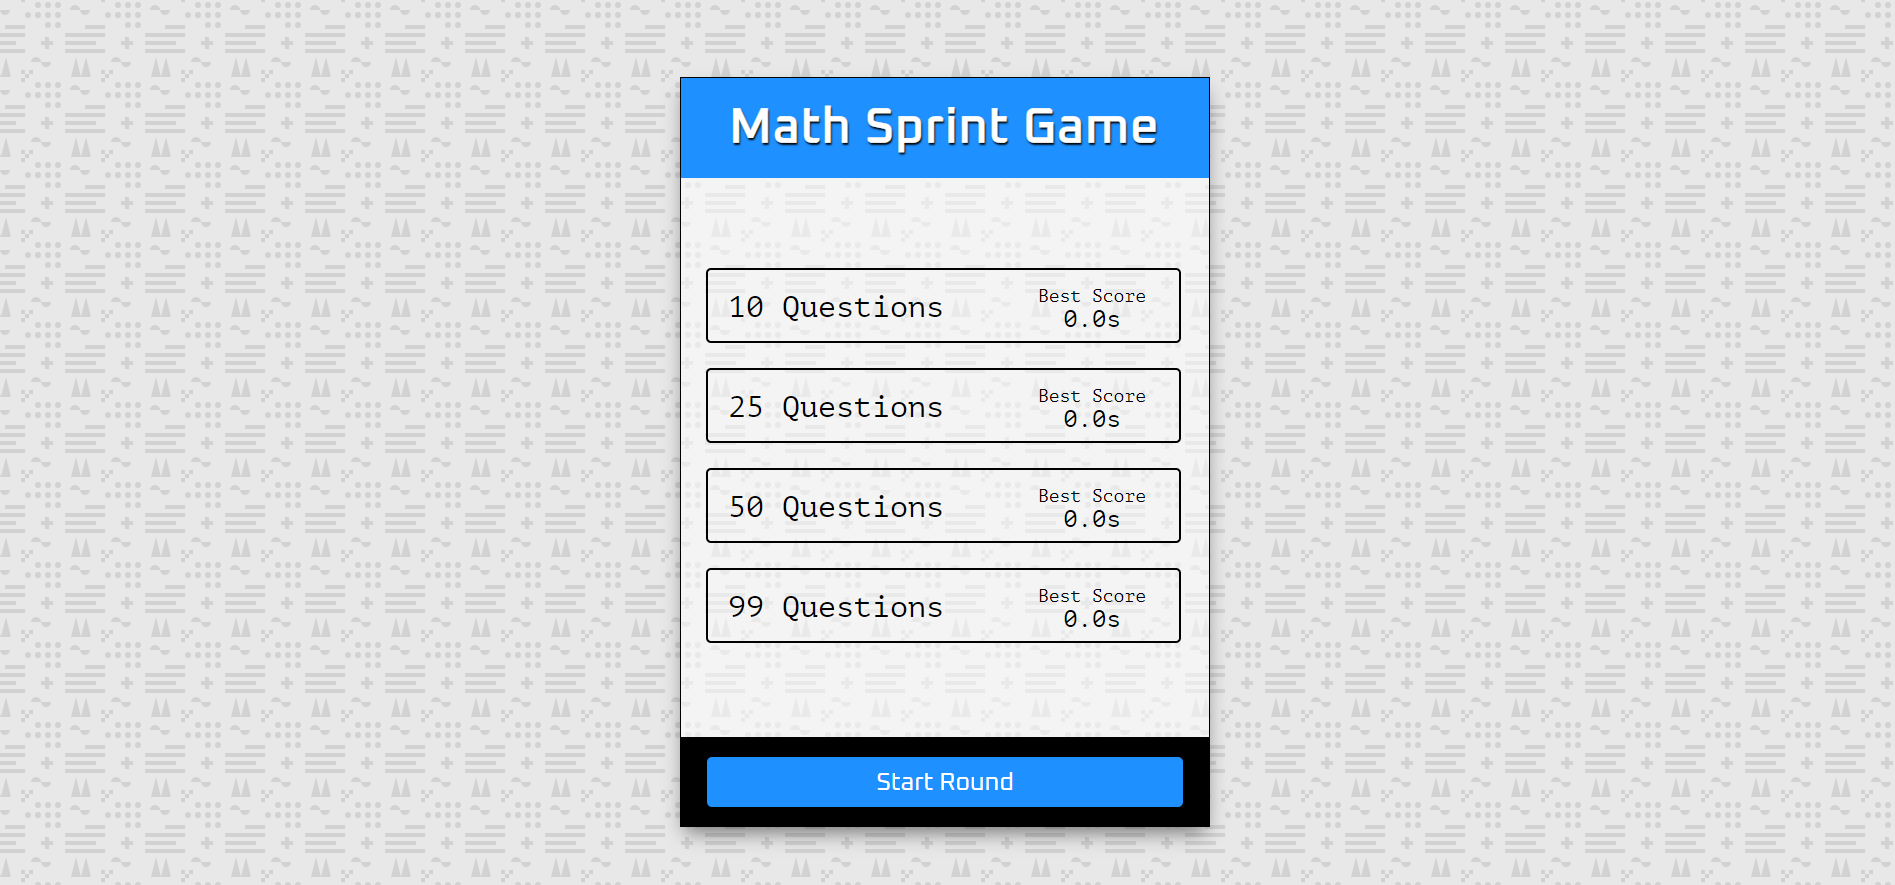 Math Sprint Game
10 Questions
Best Score
0.0s
25 Questions
Best Score
0.0s
50 Questions
Best Score
0.0s
99 Questions
Best Score
0.0s
Start Round